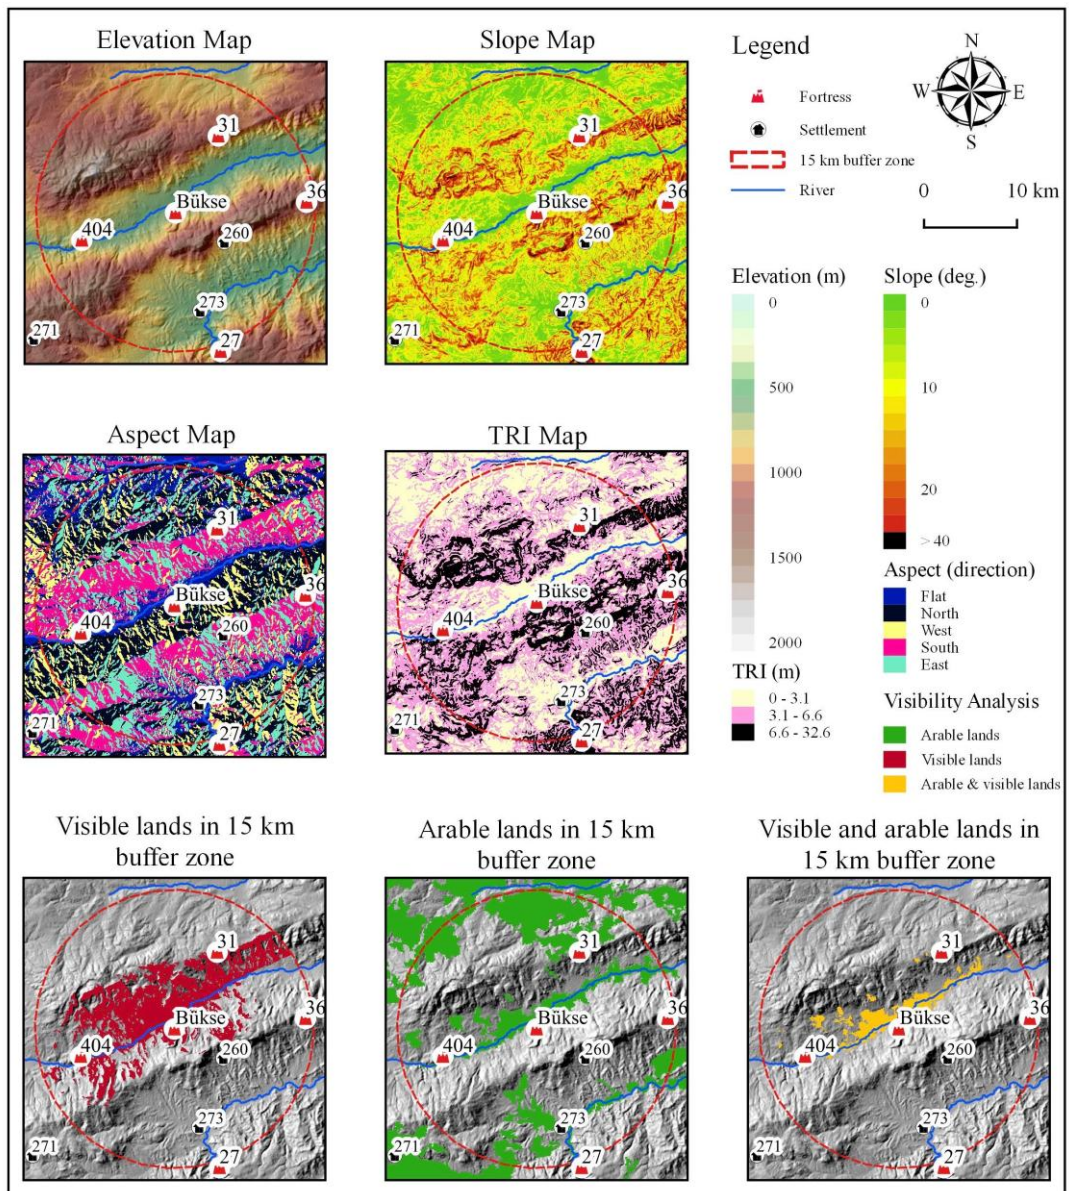 Elevation Map
31
36
Bükse
404
260
273
271
27
Slope Map
31
36
Bükse
404
260
273
271
27
Legend
Fortress
Settlement
15 km buffer zone
River
N
W E
S
0 10 km
Elevation (m)
0
500
1000
1500
2000
Slope (deg.)
0
10
20
> 40
Aspect Map
31
36
Bükse
404
260
273
271
27
TRI Map
31
36
Bükse
404
260
273
271
27
TRI (m)
0 - 3.1
3.1 - 6.6
6.6 - 32.6
Aspect (direction)
Flat
North
West
South
East
Visibility Analysis
Arable lands
Visible lands
Arable & visible lands
Visible lands in 15 km
buffer zone
31
36
Bükse
404
260
273
271
27
Arable lands in 15 km
buffer zone
31
36
Bükse
404
260
273
271
27
Visible and arable lands in
15 km buffer zone
31
36
Bükse
404
260
273
271
27